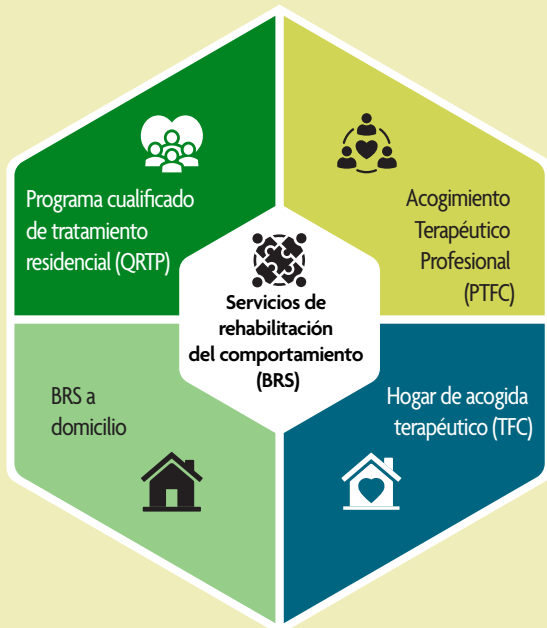 Programa cualificado
de tratamiento
residencial (QRTP)
Acogimiento
Terapéutico
Profesional
(PTFC)
Servicios de
rehabilitación
del comportamiento
(BRS)
BRS a
domicilio
Hogar de acogida
terapéutico (TFC)